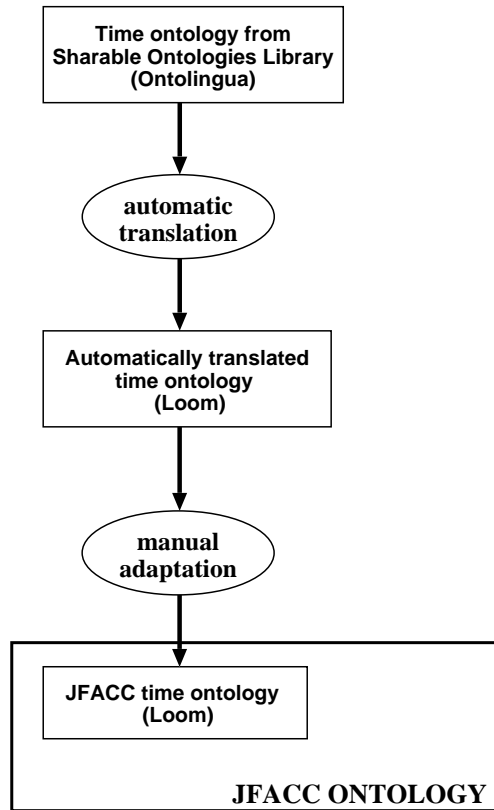 Time ontology from
Sharable Ontologies Library
(Ontolingua)
automatic
translation
Automatically translated
time ontology
(Loom)
manual
adaptation
JFACC time ontology
(Loom)
JFACC ONTOLOGY